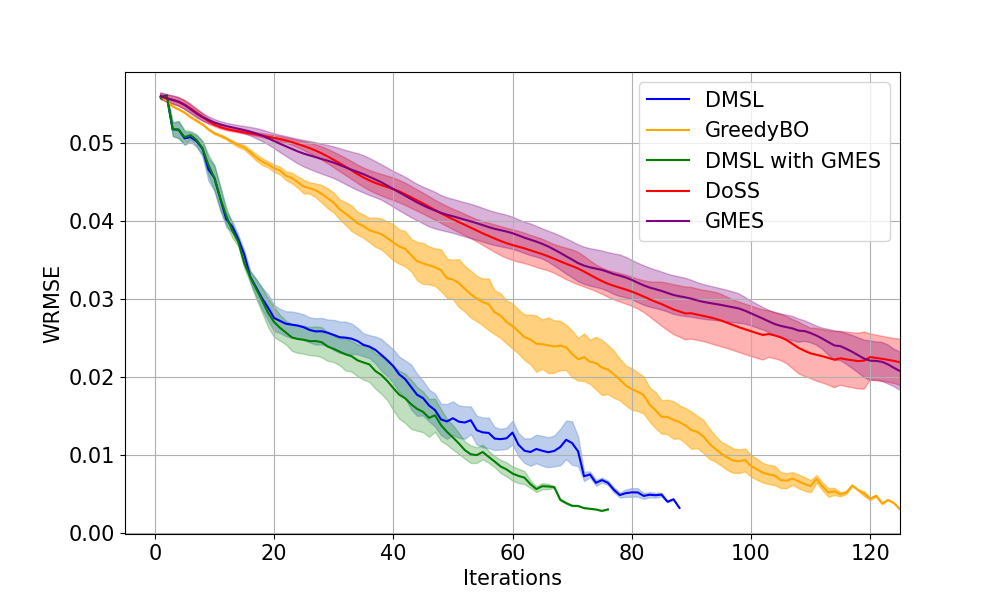 DMSL
GreedyBO
DMSL with GMES
DoSS
GMES
WRMSE
0.05
0.04
0.03
0.02
0.01
0.00
0 20 40 60 80 100 120
Iterations